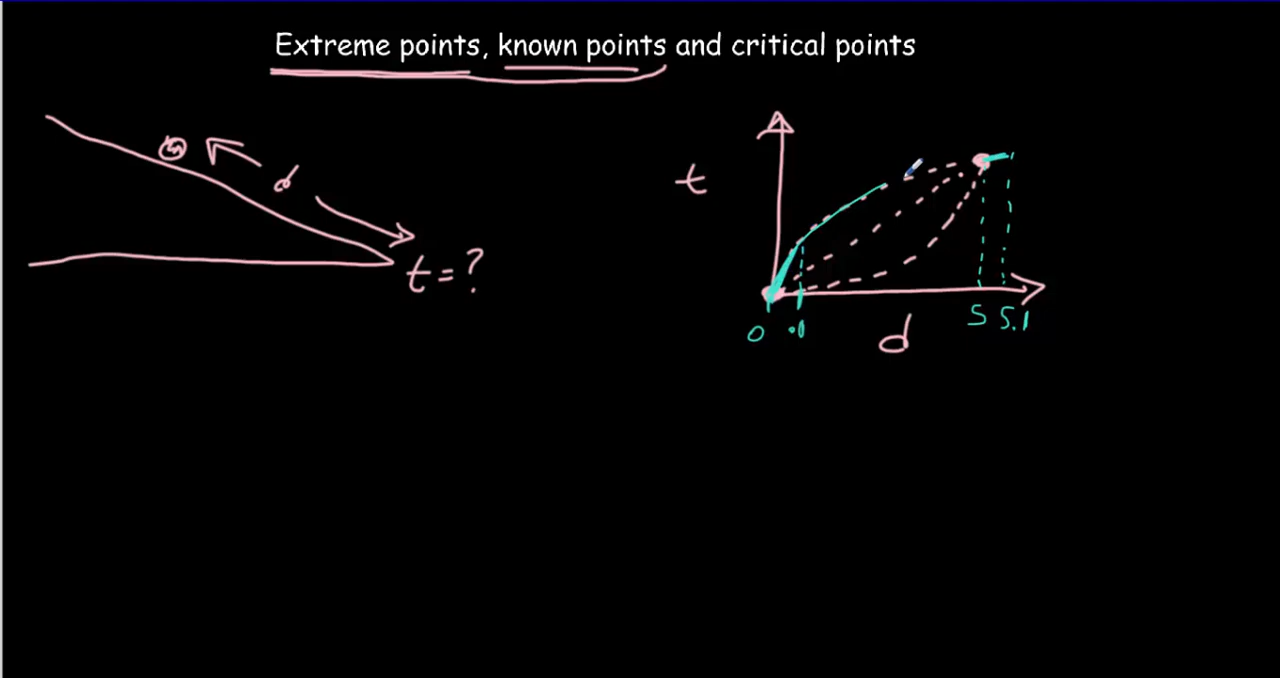 Extreme points, known points and critical points
d
t = ?
t
0 .1 5 5.1
d